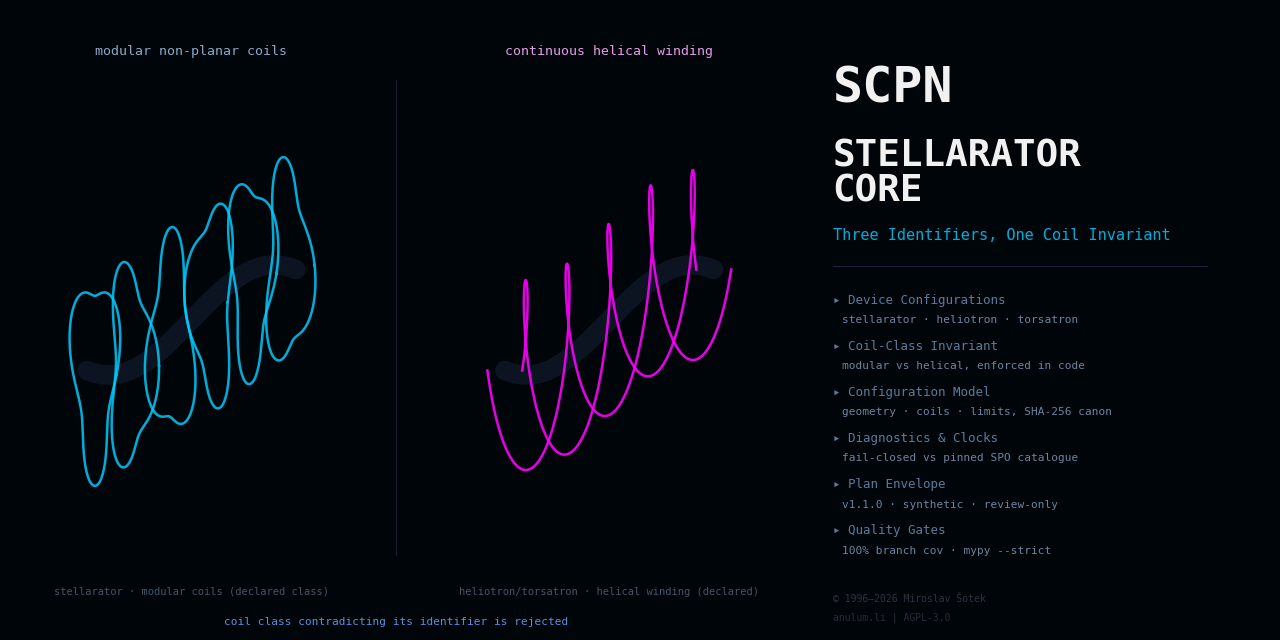 modular non-planar coils
continuous helical winding
stellarator · modular coils (declared class)
heliotron/torsatron · helical winding (declared)
coil class contradicting its identifier is rejected
SCPN
STELLARATOR
CORE
Three Identifiers, One Coil Invariant
▸ Device Configurations
stellarator · heliotron · torsatron
▸ Coil-Class Invariant
modular vs helical, enforced in code
▸ Configuration Model
geometry · coils · limits, SHA-256 canon
▸ Diagnostics & Clocks
fail-closed vs pinned SPO catalogue
▸ Plan Envelope
v1.1.0 · synthetic · review-only
▸ Quality Gates
100% branch cov · mypy --strict
© 1996–2026 Miroslav Šotek
anulum.li | AGPL-3.0